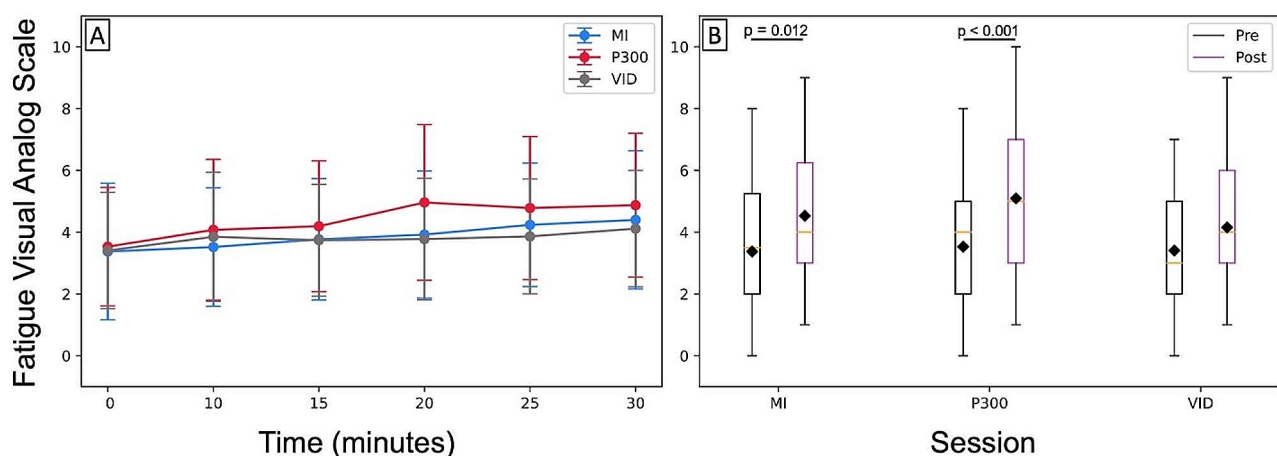 A
MI
P300
VID
Fatigue Visual Analog Scale
10
8
6
4
2
0
0 10 15 20 25 30
Time (minutes)
B
p = 0.012
p < 0.001
Pre
Post
10
8
6
4
2
0
MI P300 VID
Session